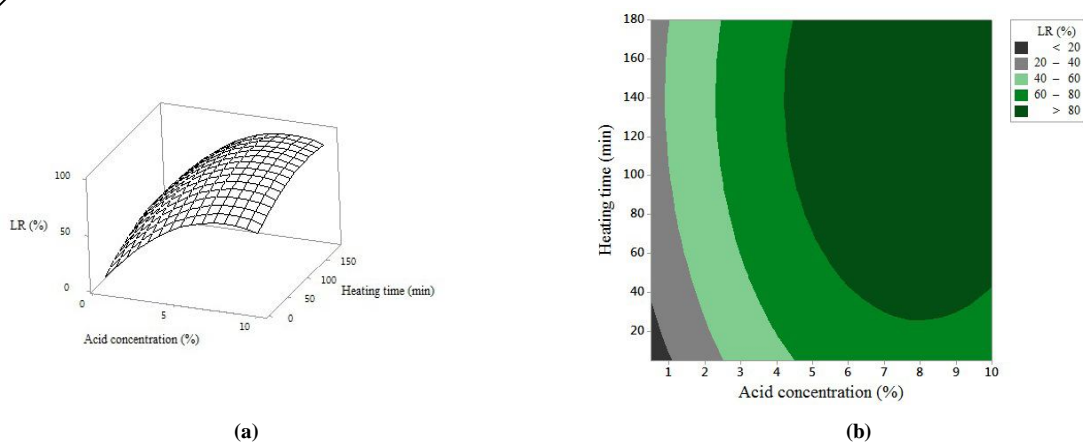 100
LR (%)
50
0
0
5
10
Acid concentration (%)
0
50
100
150
Heating time (min)
(a)
180
160
140
120
100
80
60
40
20
Heating time (min)
1 2 3 4 5 6 7 8 9 10
Acid concentration (%)
LR (%)
< 20
20 – 40
40 – 60
60 – 80
> 80
(b)